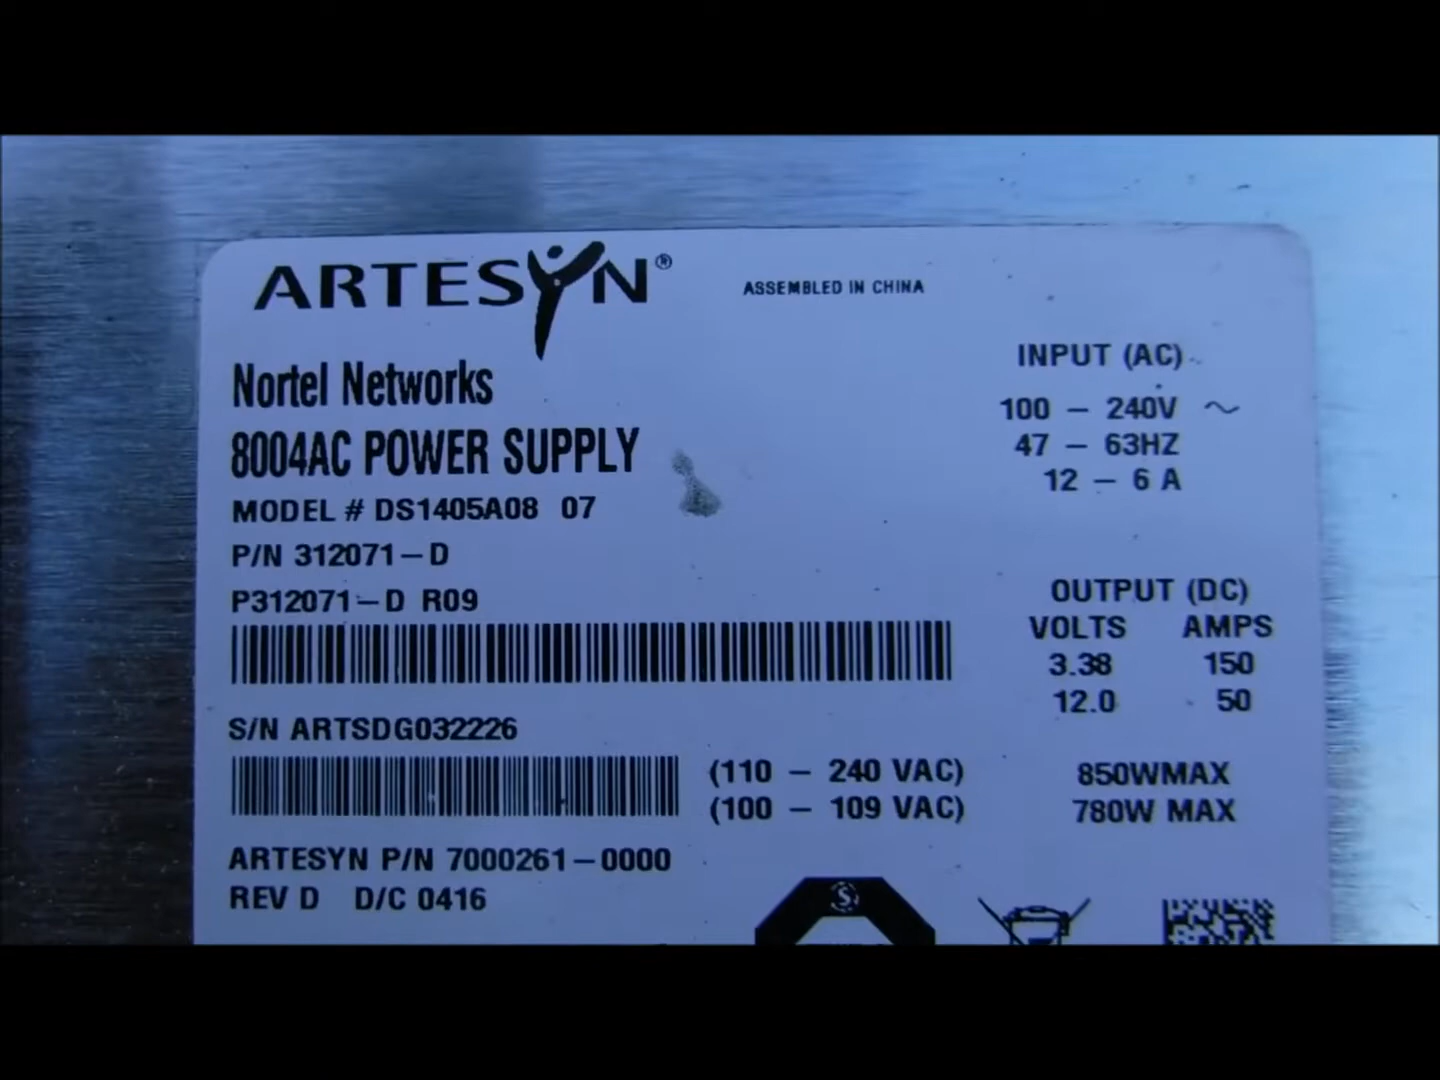 ARTESYN®
ASSEMBLED IN CHINA
Nortel Networks
8004AC POWER SUPPLY
MODEL # DS1405A08 07
P/N 312071-D
P312071-D R09
S/N ARTSDG032226
ARTESYN P/N 7000261-0000
REV D D/C 0416
INPUT (AC)
100 - 240V ~
47 - 63HZ
12 - 6 A
OUTPUT (DC)
VOLTS AMPS
3.38 150
12.0 50
(110 - 240 VAC) 850WMAX
(100 - 109 VAC) 780W MAX